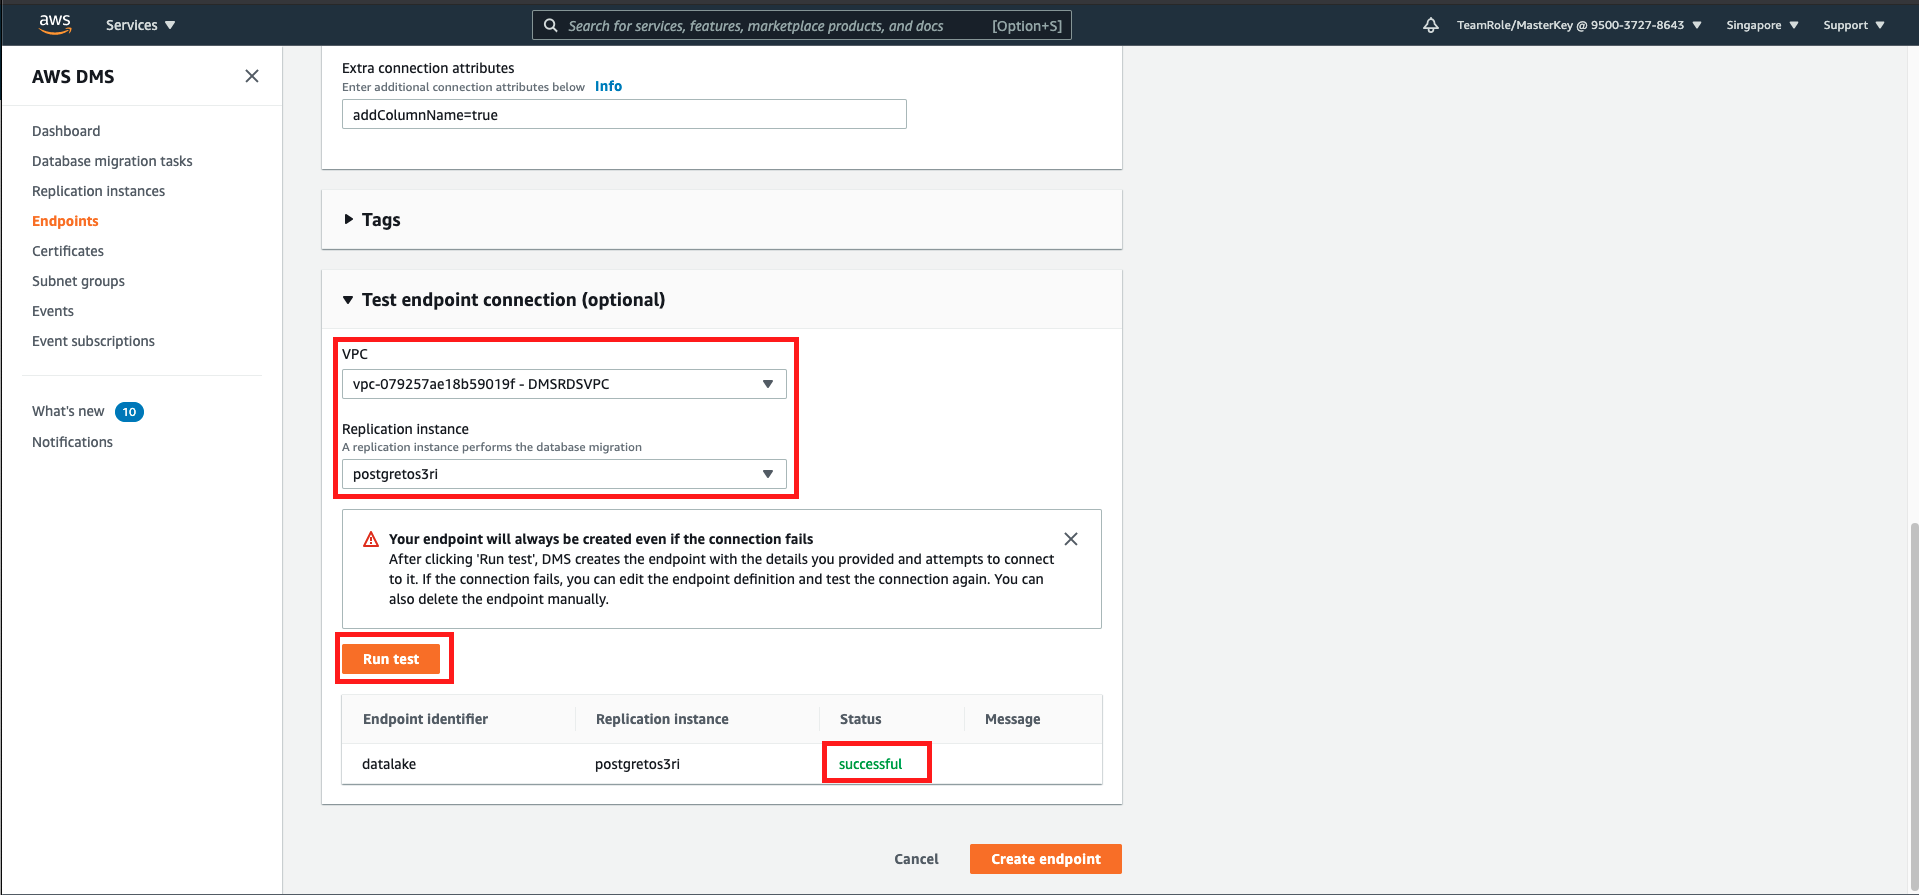 aws
Services
Search for services, features, marketplace products, and docs [Option+S]
TeamRole/MasterKey @ 9500-3727-8643
Singapore
Support
AWS DMS
Dashboard
Database migration tasks
Replication instances
Endpoints
Certificates
Subnet groups
Events
Event subscriptions
What's new 10
Notifications
Extra connection attributes
Enter additional connection attributes below Info
addColumnName=true
Tags
Test endpoint connection (optional)
VPC
vpc-079257ae18b59019f - DMSRDSVPC
Replication instance
A replication instance performs the database migration
postgretos3ri
Your endpoint will always be created even if the connection fails
After clicking 'Run test', DMS creates the endpoint with the details you provided and attempts to connect
to it. If the connection fails, you can edit the endpoint definition and test the connection again. You can
also delete the endpoint manually.
Run test
Endpoint identifier Replication instance Status Message
datalake postgretos3ri successful
Cancel Create endpoint